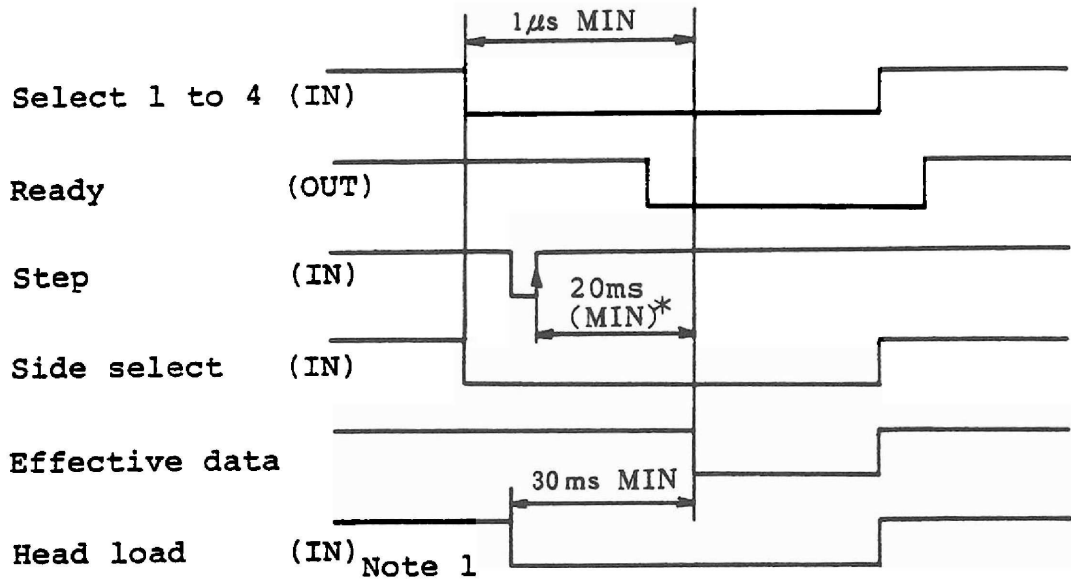 1μs MIN
Select 1 to 4 (IN)
Ready (OUT)
Step (IN)
20ms
(MIN)*
Side select (IN)
Effective data
30ms MIN
Head load (IN) Note 1